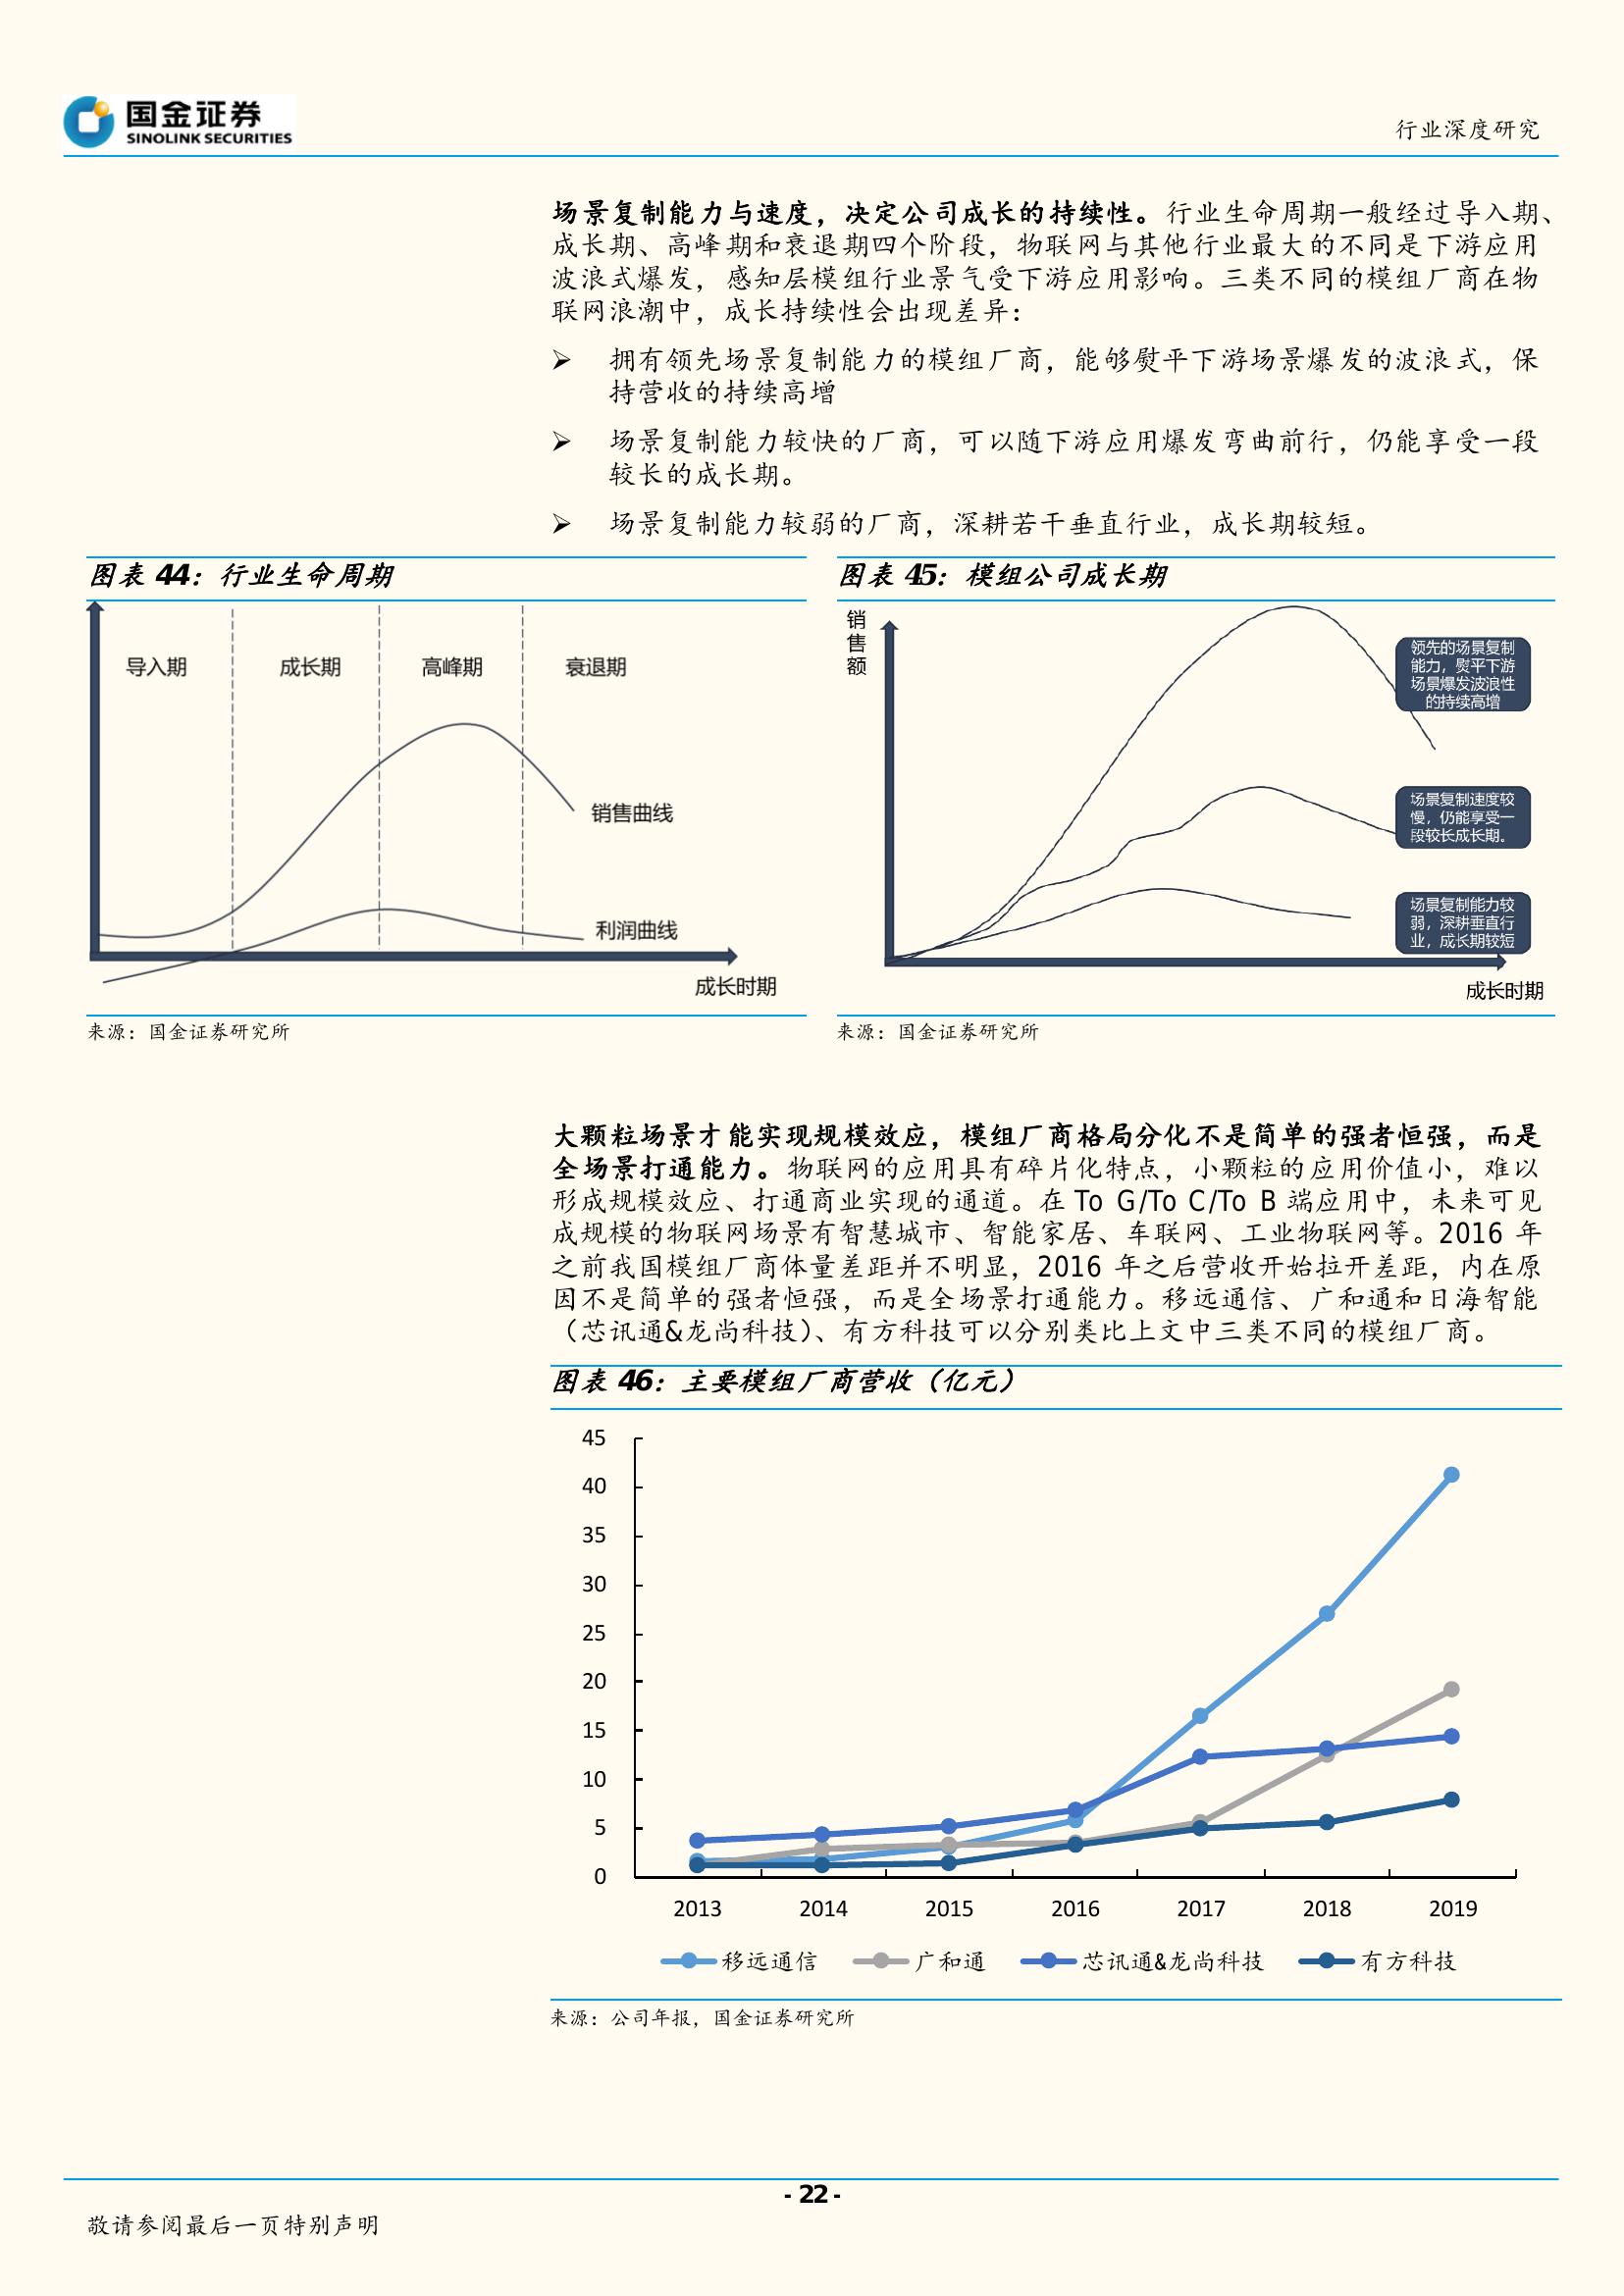 国金证券
SINOLINK SECURITIES
行业深度研究
场景复制能力与速度，决定公司成长的持续性。行业生命周期一般经过导入期、
成长期、高峰期和衰退期四个阶段，物联网与其他行业最大的不同是下游应用
波浪式爆发，感知层模组行业景气受下游应用影响。三类不同的模组厂商在物
联网浪潮中，成长持续性会出现差异：
➢ 拥有领先场景复制能力的模组厂商，能够熨平下游场景爆发的波浪式，保
持营收的持续高增
➢ 场景复制能力较快的厂商，可以随下游应用爆发弯曲前行，仍能享受一段
较长的成长期。
➢ 场景复制能力较弱的厂商，深耕若干垂直行业，成长期较短。
图表 44：行业生命周期
导入期
成长期
高峰期
衰退期
销售曲线
利润曲线
成长时期
来源：国金证券研究所
图表 45：模组公司成长期
销
售
额
领先的场景复制
能力，熨平下游
场景爆发波浪性
的持续高增
场景复制速度较
慢，仍能享受一
段较长成长期。
场景复制能力较
弱，深耕垂直行
业，成长期较短
成长时期
来源：国金证券研究所
大颗粒场景才能实现规模效应，模组厂商格局分化不是简单的强者恒强，而是
全场景打通能力。物联网的应用具有碎片化特点，小颗粒的应用价值小，难以
形成规模效应、打通商业实现的通道。在 To G/To C/To B 端应用中，未来可见
成规模的物联网场景有智慧城市、智能家居、车联网、工业物联网等。2016 年
之前我国模组厂商体量差距并不明显，2016 年之后营收开始拉开差距，内在原
因不是简单的强者恒强，而是全场景打通能力。移远通信、广和通和日海智能
（芯讯通&龙尚科技）、有方科技可以分别类比上文中三类不同的模组厂商。
图表 46：主要模组厂商营收（亿元）
45
40
35
30
25
20
15
10
5
0
2013 2014 2015 2016 2017 2018 2019
移远通信 广和通 芯讯通&龙尚科技 有方科技
来源：公司年报，国金证券研究所
- 22 -
敬请参阅最后一页特别声明